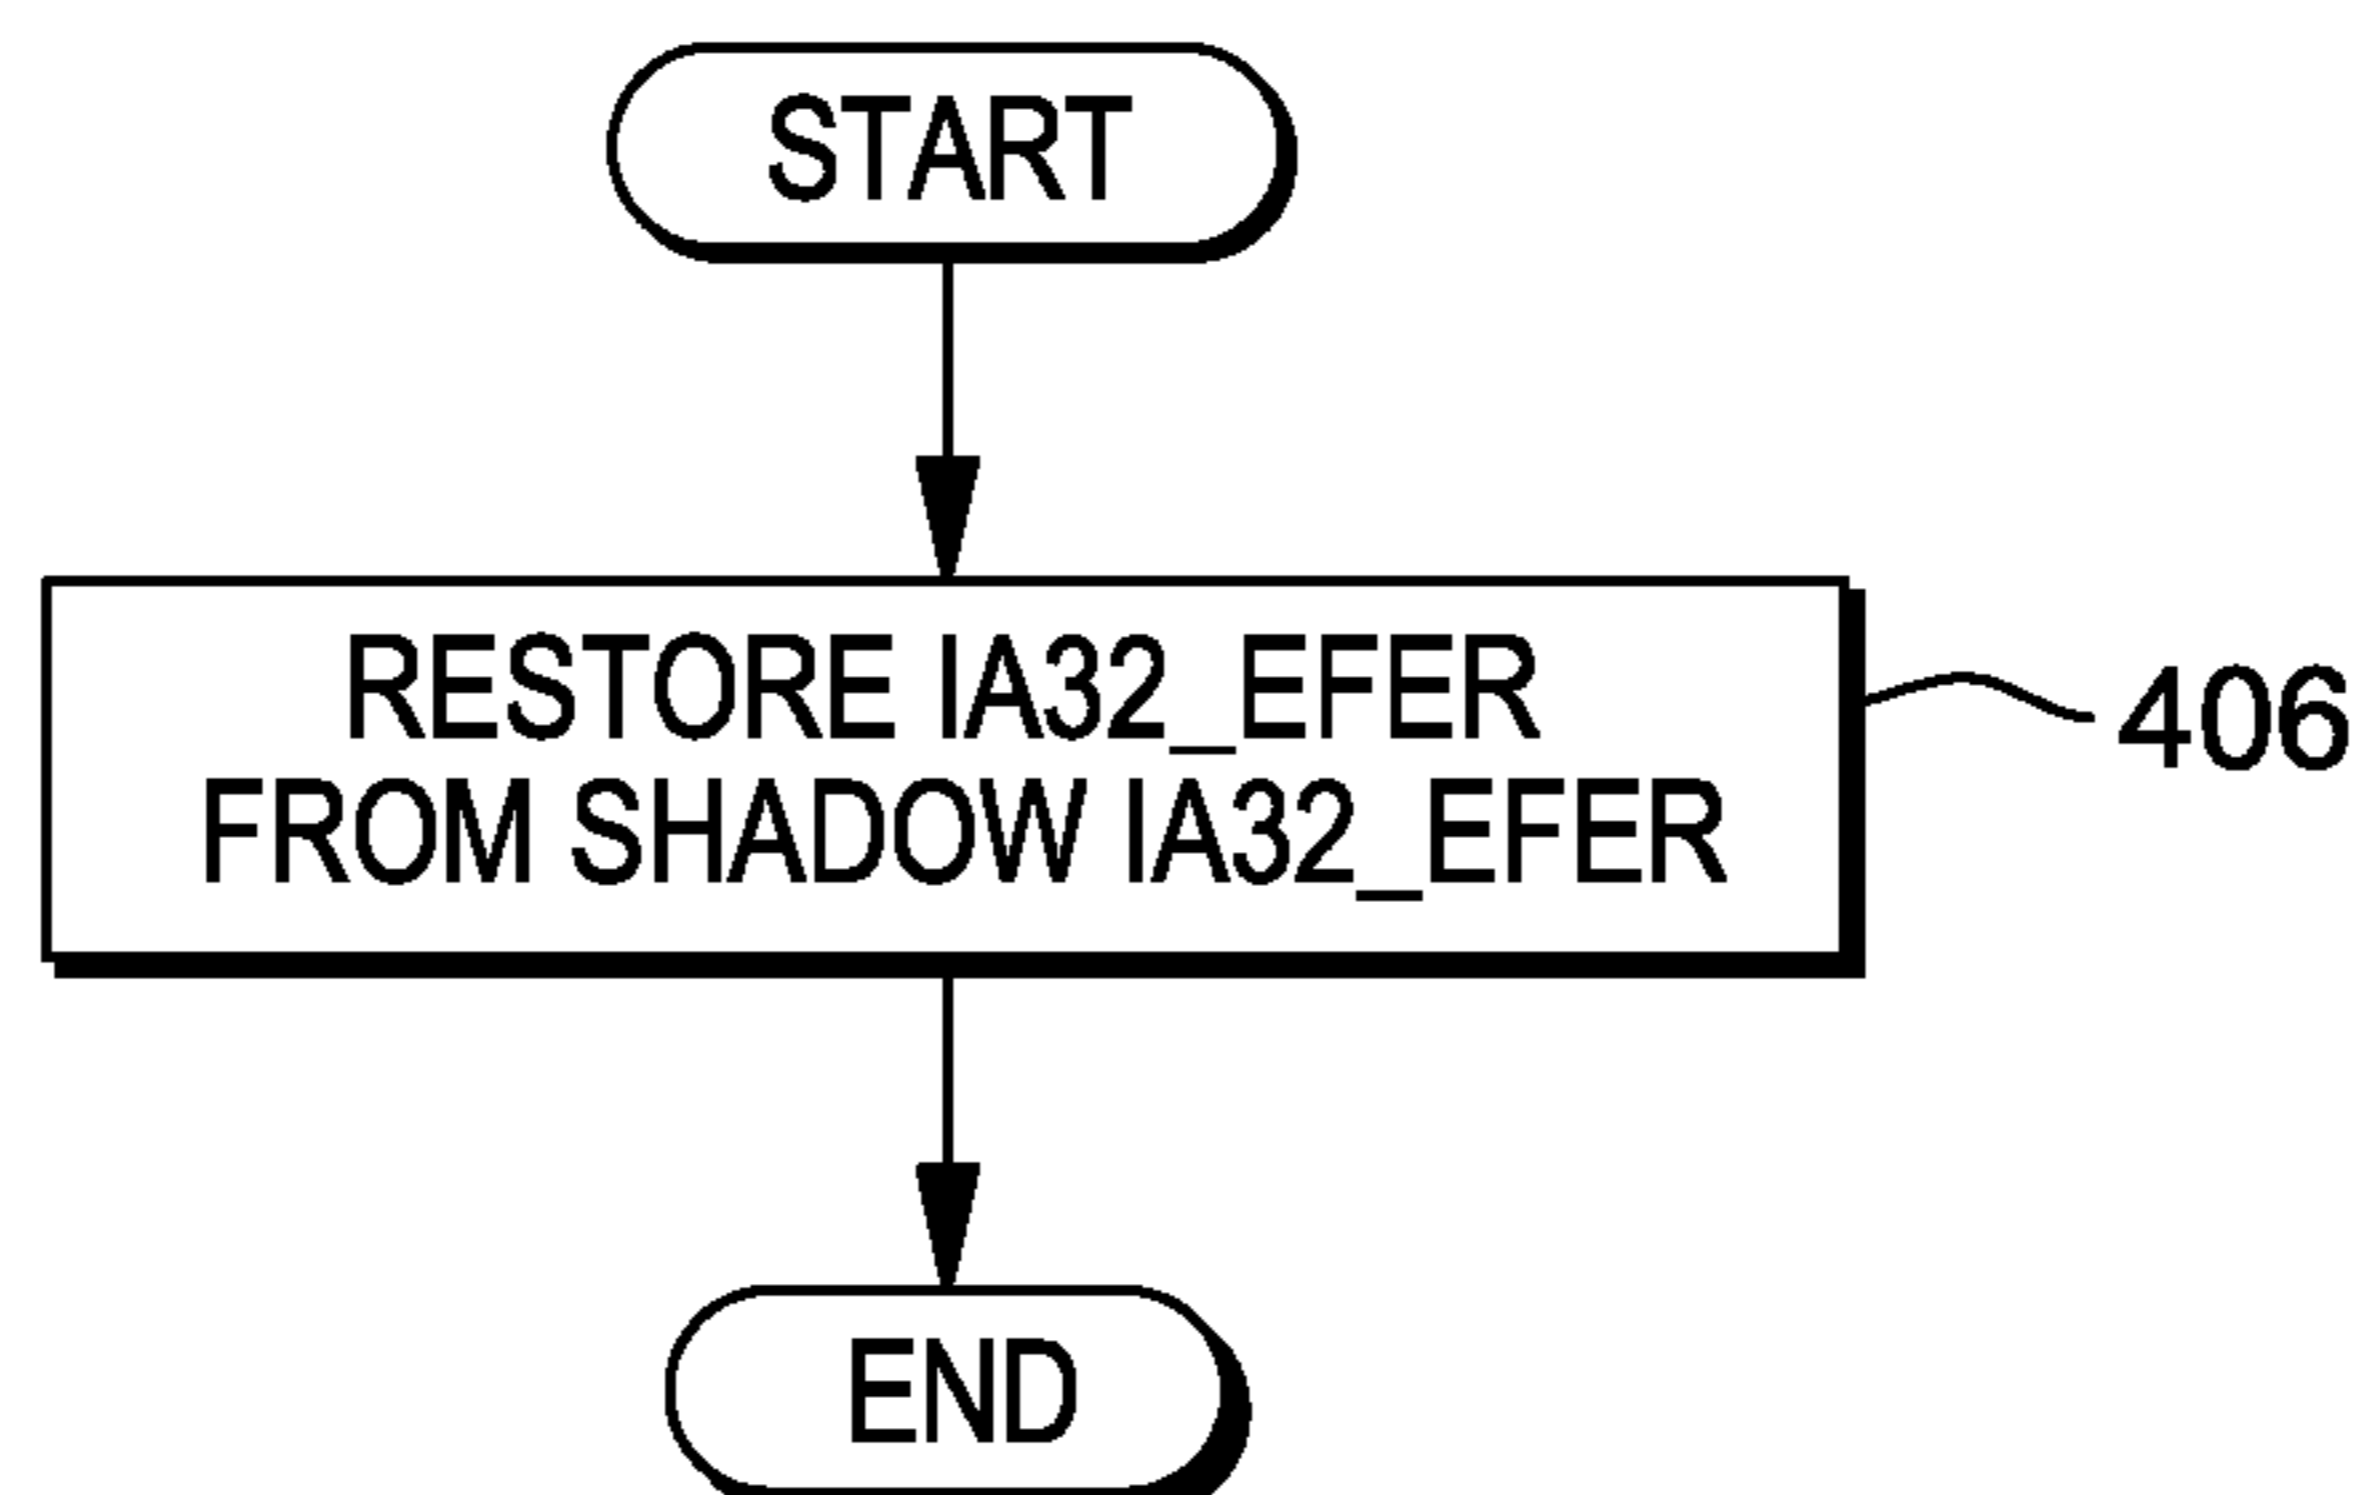 START
RESTORE IA32_EFER
FROM SHADOW IA32_EFER
406
END